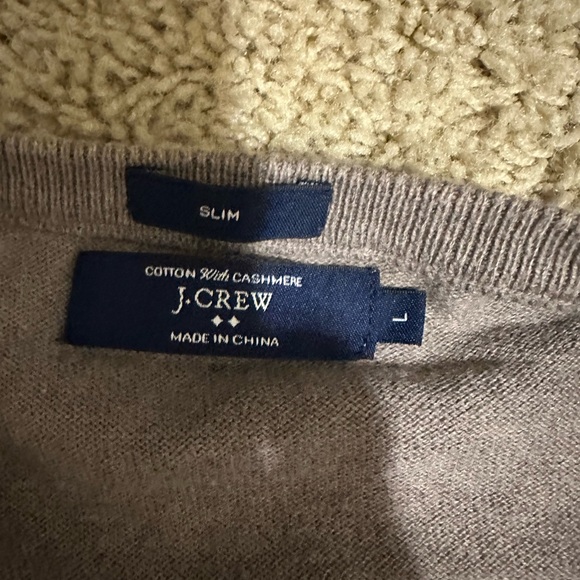 SLIM
COTTON With CASHMERE
J.CREW
MADE IN CHINA
L